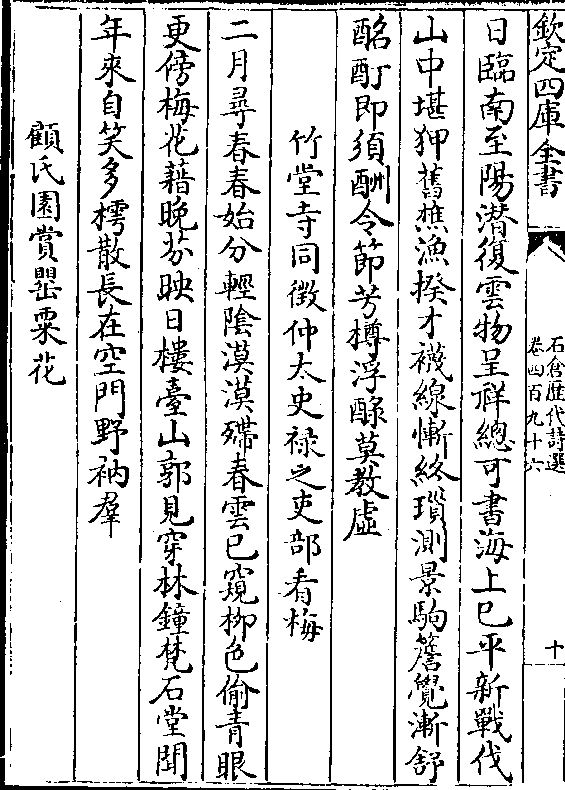 欽定四庫全書
石倉歴代詩選
卷四百九十六
十
日臨南至陽潜復雲物呈祥總可書海上已平新戰伐
山中堪狎舊樵漁揆才襪線慚終瑣測景駒簷覺漸舒
酩酊即須酬令節芳樽浮醁莫教虚
竹堂寺同徴仲太史禄之吏部看梅
二月尋春春始分輕隂漠漠殢春雲已窺栁色偷青眼
更傍梅花藉晚芬映日樓臺山郭見穿林鐘梵石堂聞
年來自笑多樗散長在空門野衲羣
顧氏園賞罌粟花